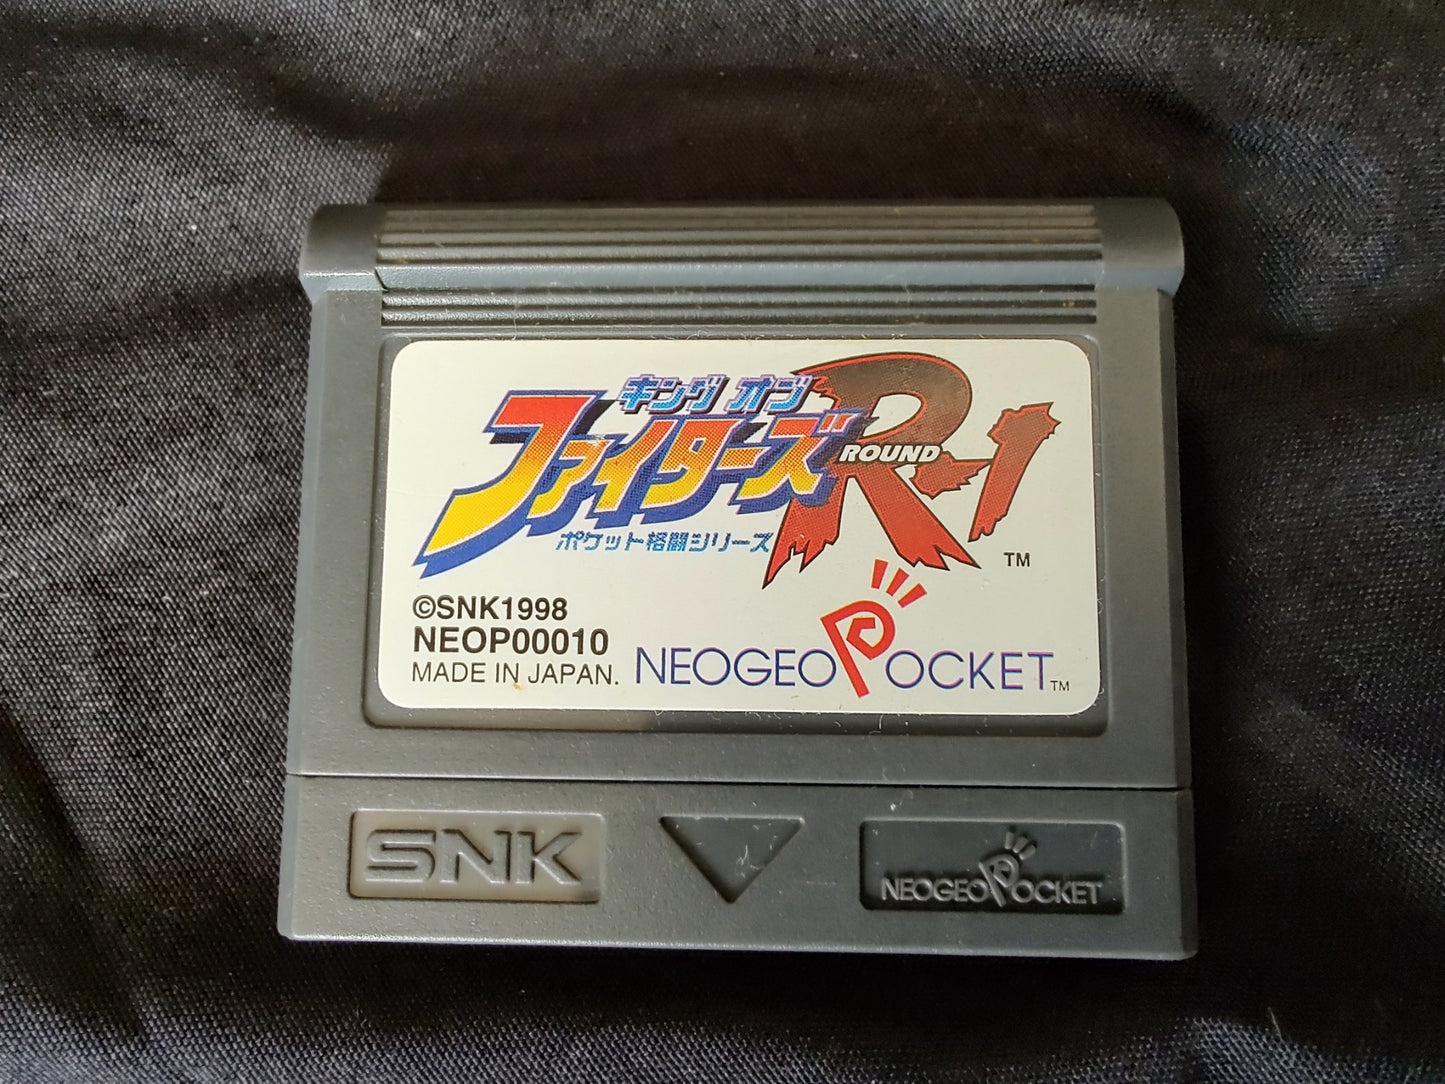 キング オブ
ファイターズ R-1
ROUND
ポケット格闘シリーズ
TM
©SNK1998
NEOP00010
MADE IN JAPAN.
NEOGEO POCKET TM
SNK
NEOGEO POCKET